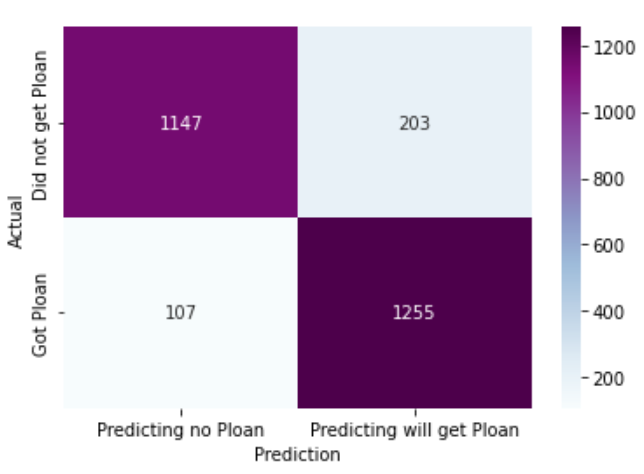 Actual
Did not get Ploan
Got Ploan
1147
203
107
1255
Predicting no Ploan
Predicting will get Ploan
Prediction
1200
1000
800
600
400
200